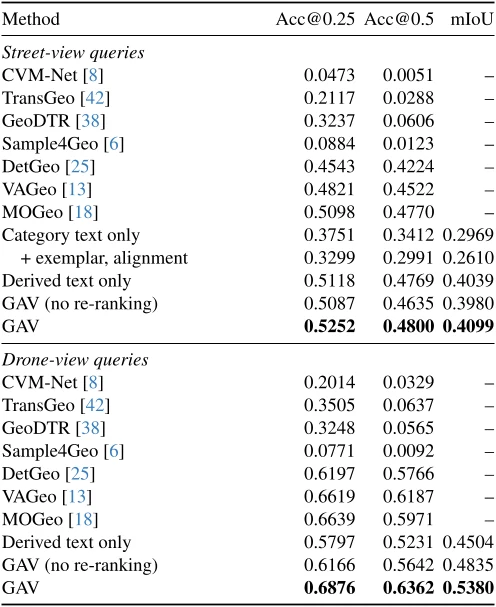 Method Acc@0.25 Acc@0.5 mIoU
Street-view queries
CVM-Net [8] 0.0473 0.0051 –
TransGeo [42] 0.2117 0.0288 –
GeoDTR [38] 0.3237 0.0606 –
Sample4Geo [6] 0.0884 0.0123 –
DetGeo [25] 0.4543 0.4224 –
VAGeo [13] 0.4821 0.4522 –
MOGeo [18] 0.5098 0.4770 –
Category text only 0.3751 0.3412 0.2969
+ exemplar, alignment 0.3299 0.2991 0.2610
Derived text only 0.5118 0.4769 0.4039
GAV (no re-ranking) 0.5087 0.4635 0.3980
GAV 0.5252 0.4800 0.4099
Drone-view queries
CVM-Net [8] 0.2014 0.0329 –
TransGeo [42] 0.3505 0.0637 –
GeoDTR [38] 0.3248 0.0565 –
Sample4Geo [6] 0.0771 0.0092 –
DetGeo [25] 0.6197 0.5766 –
VAGeo [13] 0.6619 0.6187 –
MOGeo [18] 0.6639 0.5971 –
Derived text only 0.5797 0.5231 0.4504
GAV (no re-ranking) 0.6166 0.5642 0.4835
GAV 0.6876 0.6362 0.5380